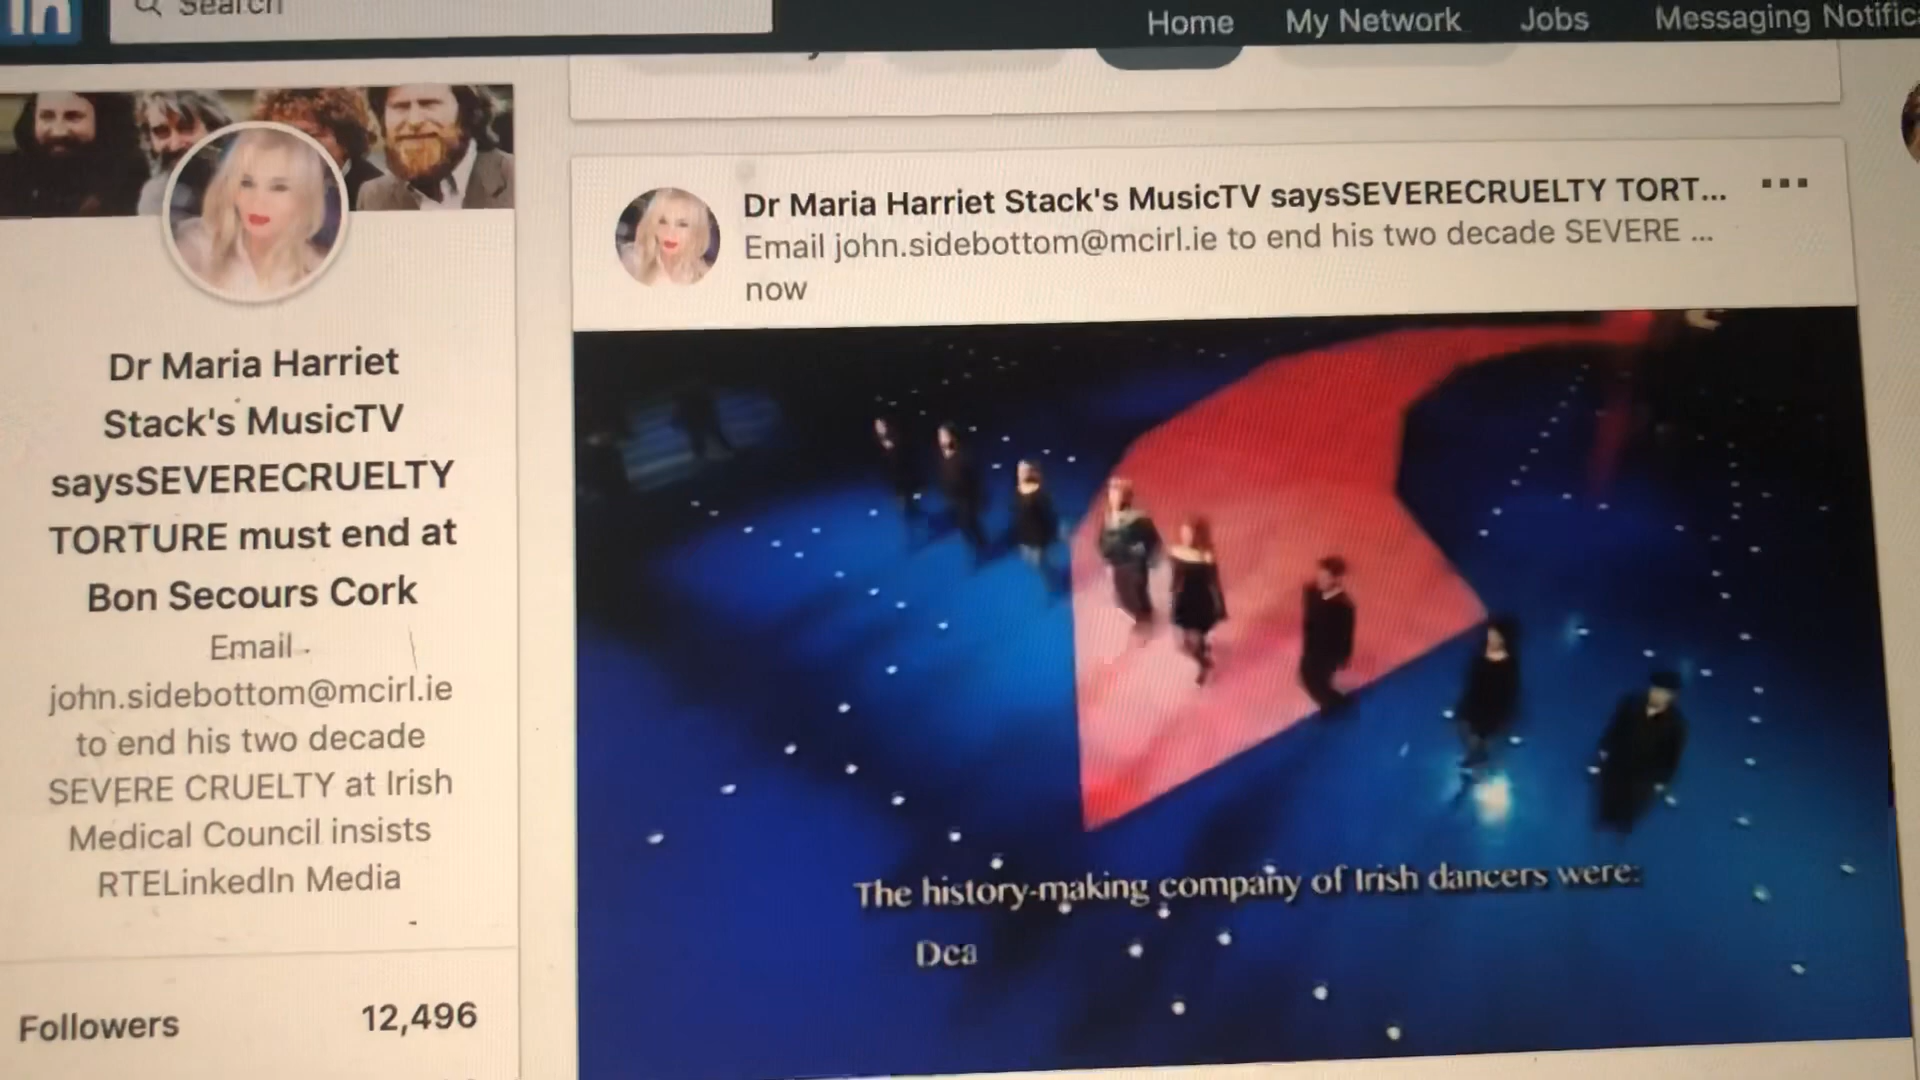 in
Search
Home
My Network
Jobs
Messaging
Dr Maria Harriet
Stack's MusicTV
saysSEVERECRUELTY
TORTURE must end at
Bon Secours Cork
Email
john.sidebottom@mcirl.ie
to end his two decade
SEVERE CRUELTY at Irish
Medical Council insists
RTELinkedIn Media
Followers 12,496
Dr Maria Harriet Stack's MusicTV saysSEVERECRUELTY TORT...
Email john.sidebottom@mcirl.ie to end his two decade SEVERE ...
now
The history-making company of Irish dancers were:
Dea